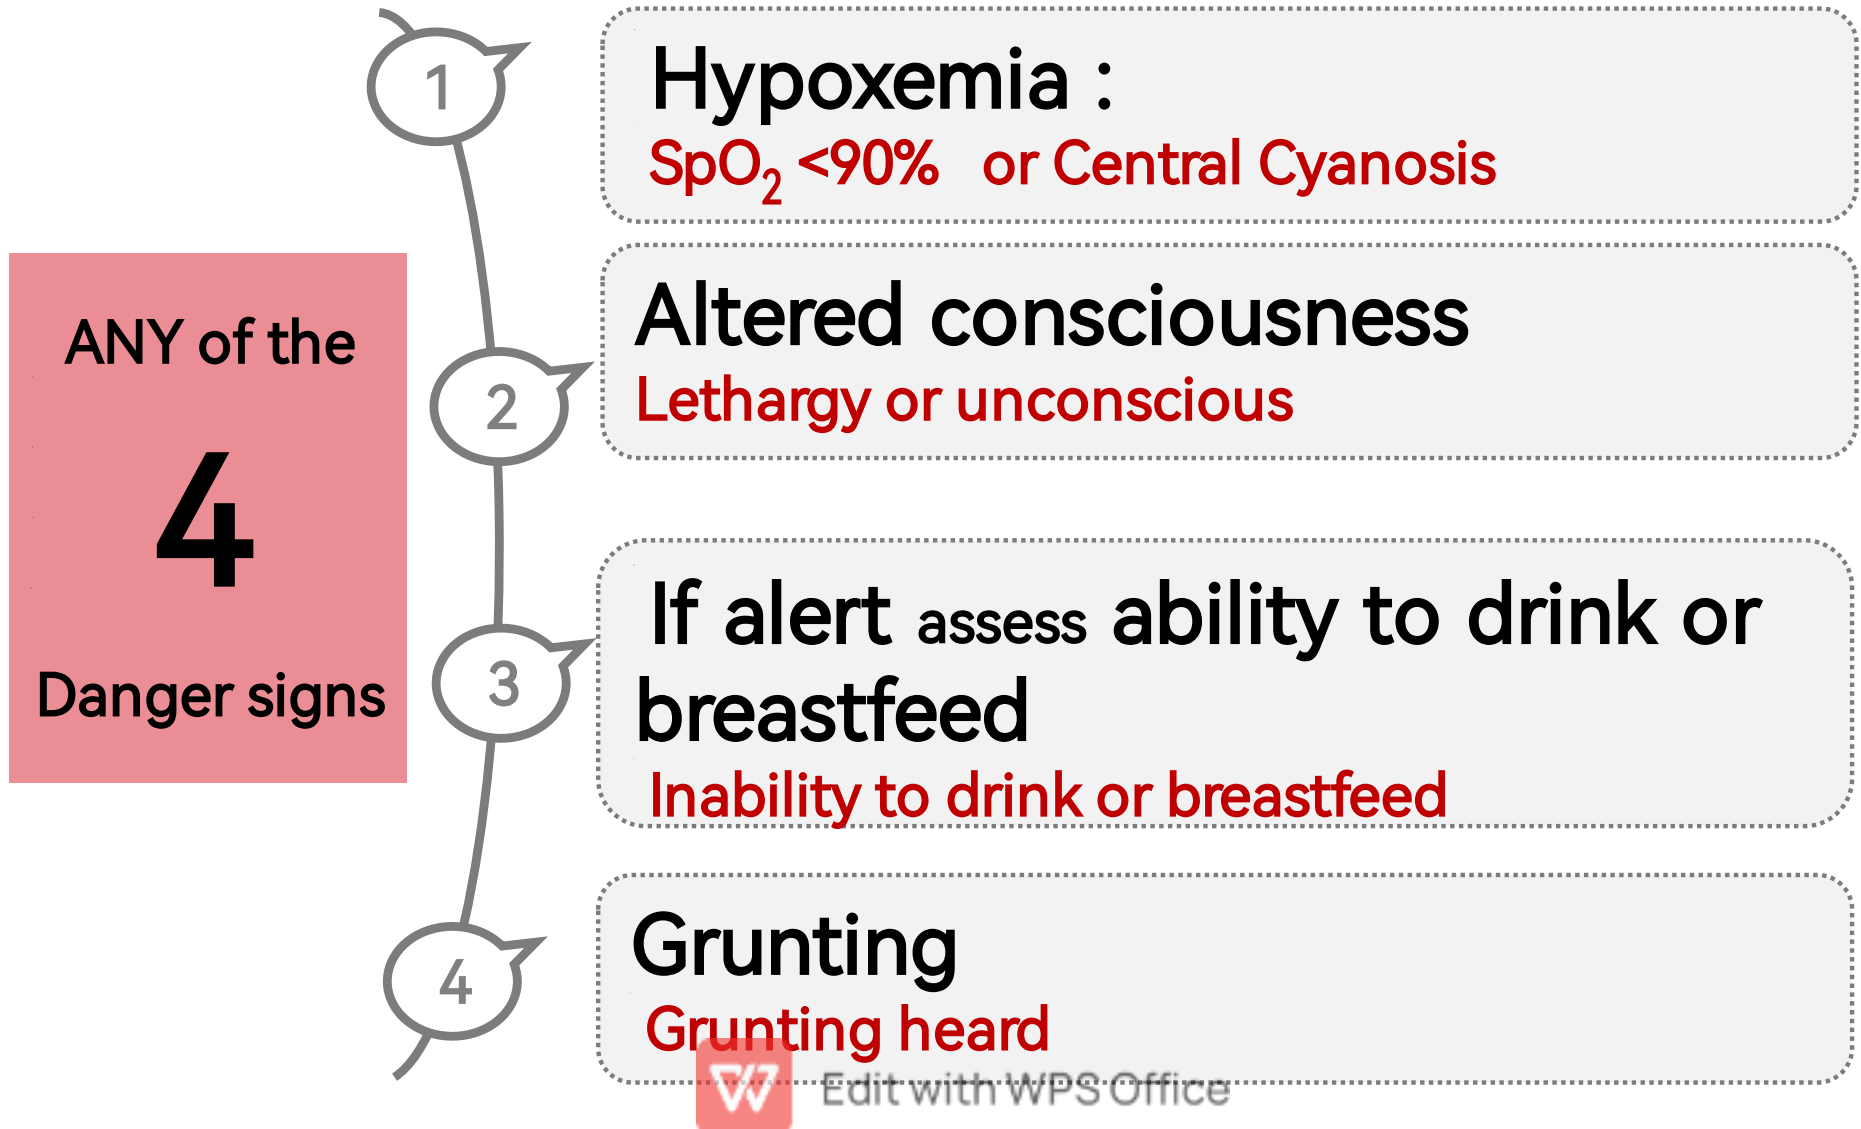 ANY of the
4
Danger signs
1
Hypoxemia :
SpO₂ <90% or Central Cyanosis
2
Altered consciousness
Lethargy or unconscious
3
If alert assess ability to drink or
breastfeed
Inability to drink or breastfeed
4
Grunting
Grunting heard
Edit with WPS Office